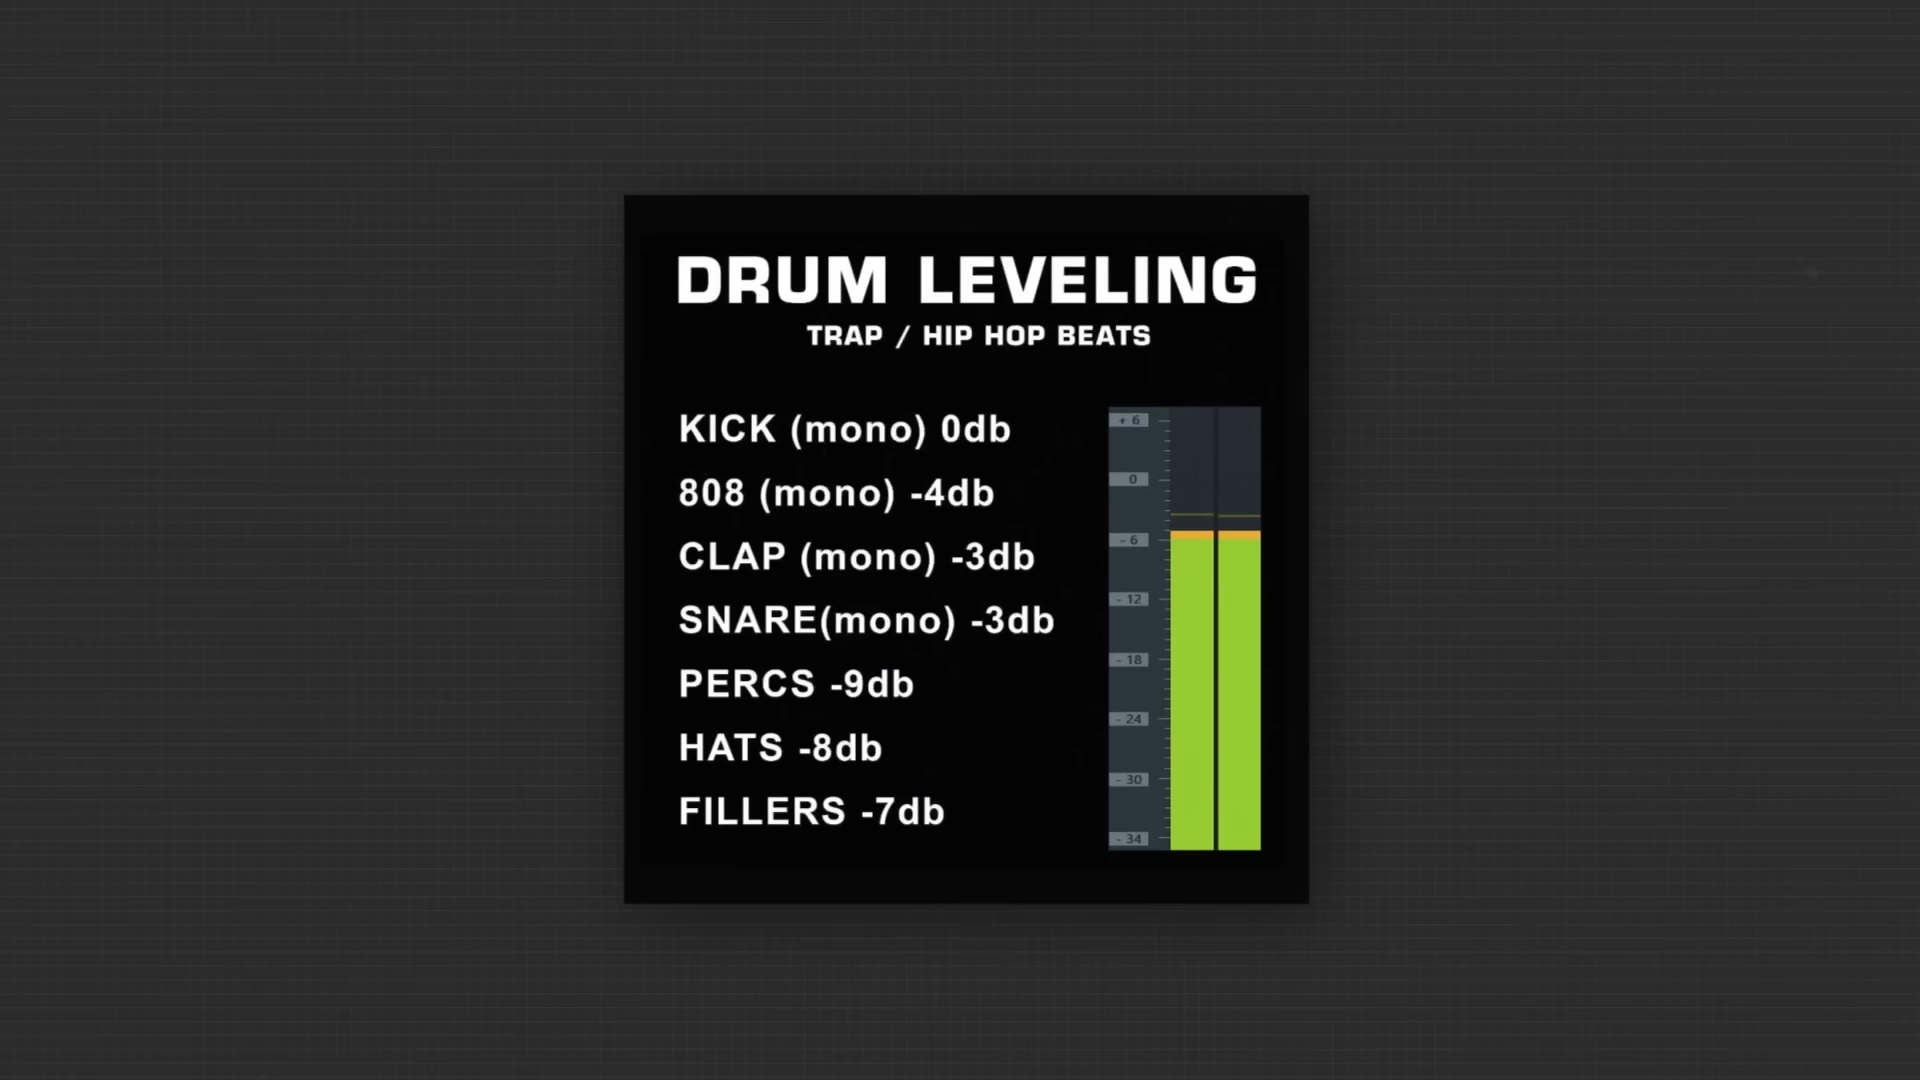 DRUM LEVELING
TRAP / HIP HOP BEATS
KICK (mono) 0db
808 (mono) -4db
CLAP (mono) -3db
SNARE(mono) -3db
PERCS -9db
HATS -8db
FILLERS -7db
+ 6
0
- 6
- 12
- 18
- 24
- 30
- 34